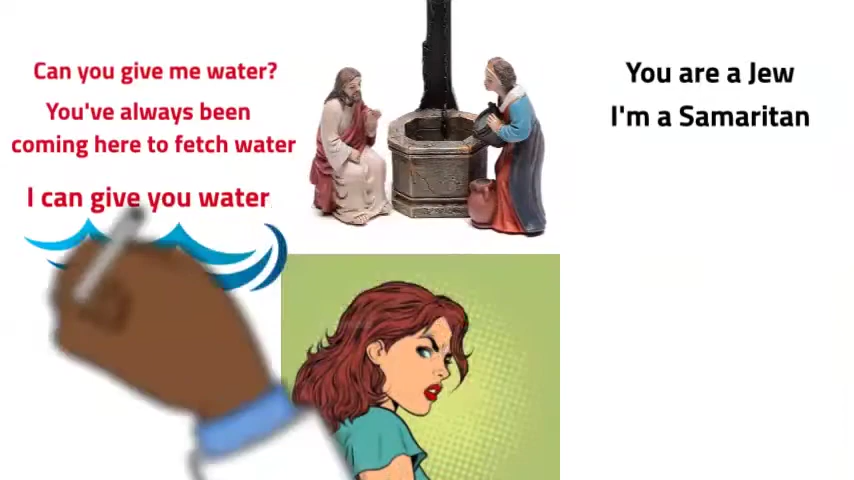 Can you give me water?
You've always been
coming here to fetch water
I can give you water
You are a Jew
I'm a Samaritan